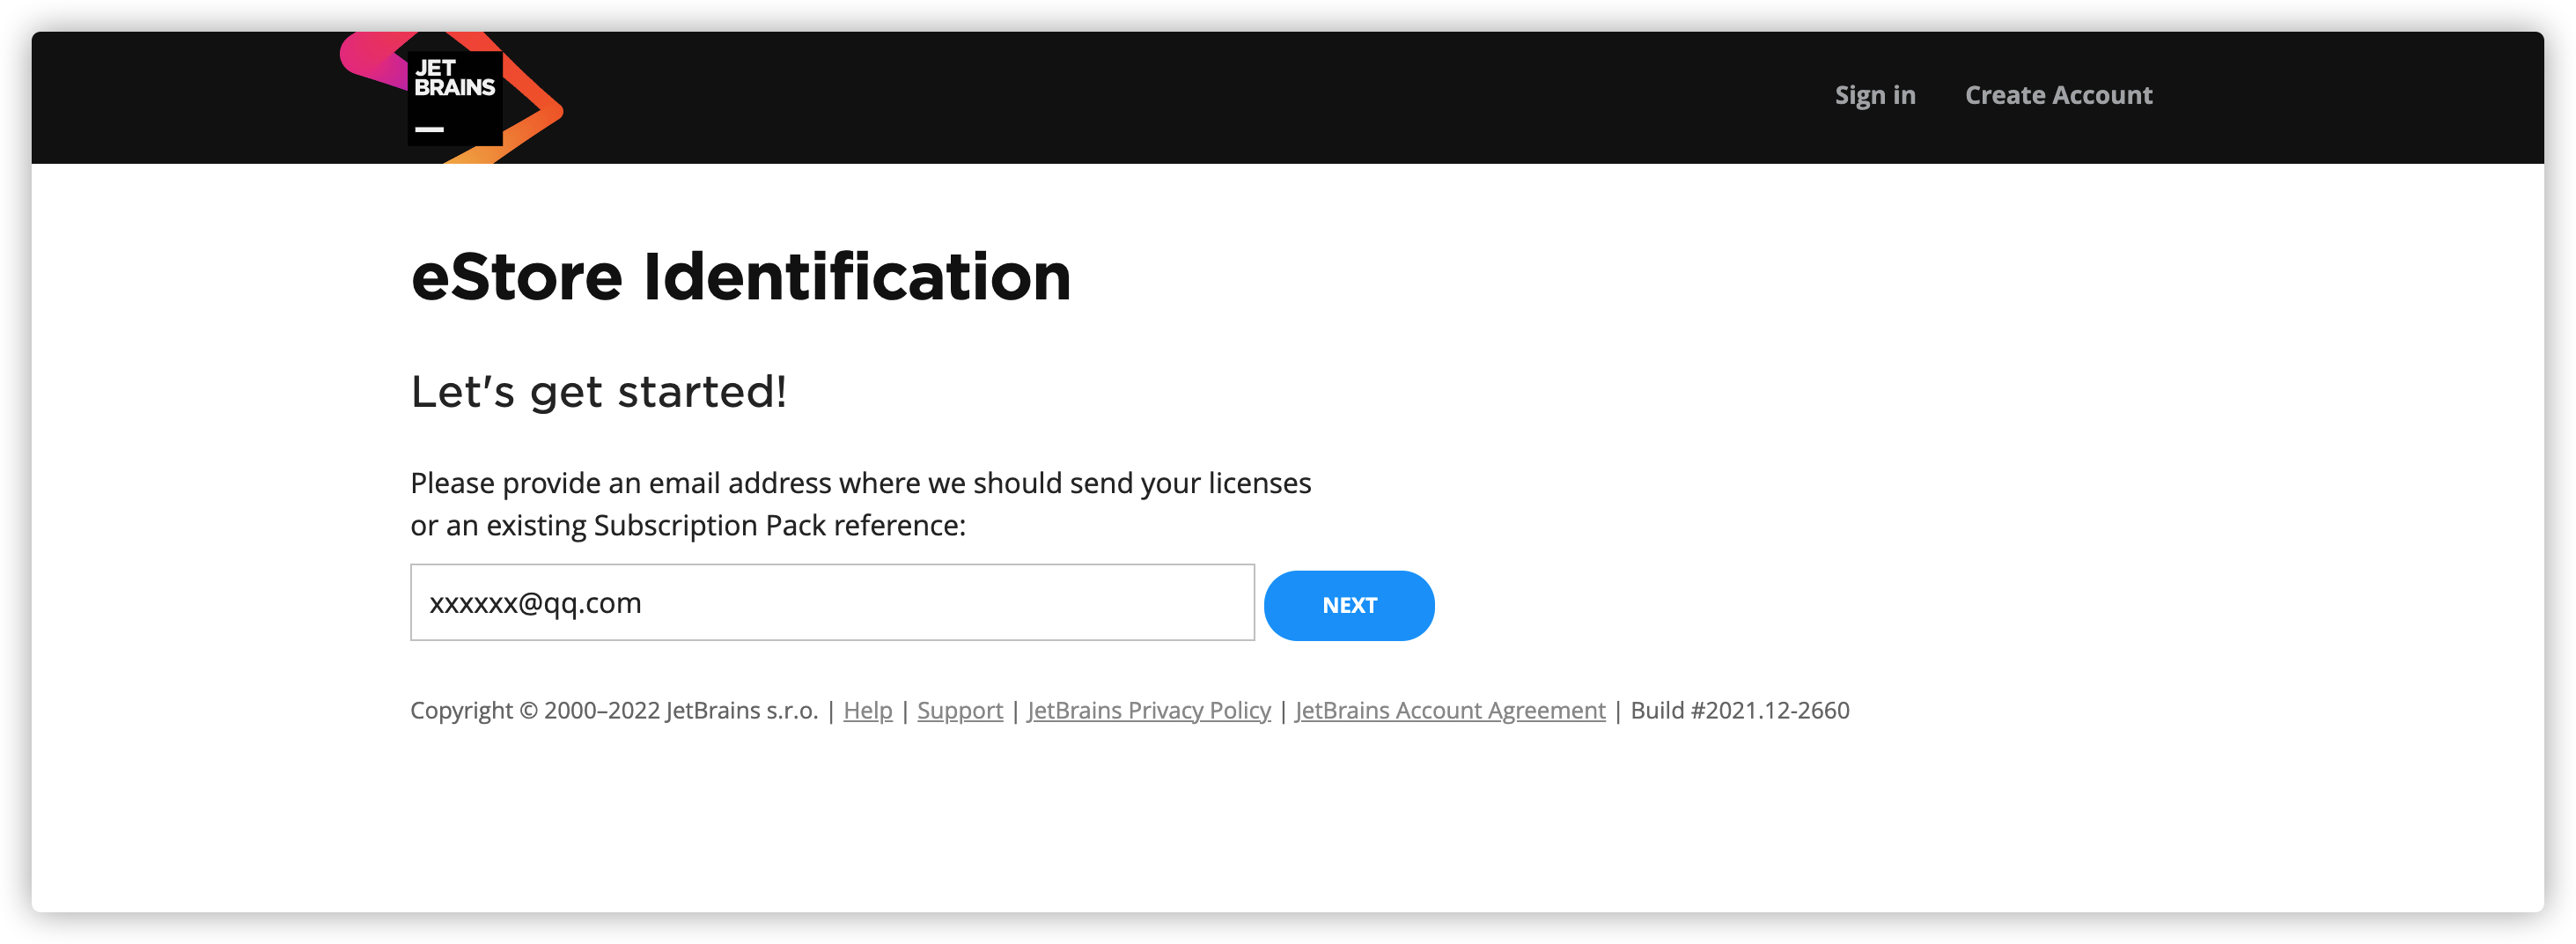 JET
BRAINS
Sign in Create Account
eStore Identification
Let's get started!
Please provide an email address where we should send your licenses
or an existing Subscription Pack reference:
xxxxxx@qq.com NEXT
Copyright © 2000–2022 JetBrains s.r.o. | Help | Support | JetBrains Privacy Policy | JetBrains Account Agreement | Build #2021.12-2660